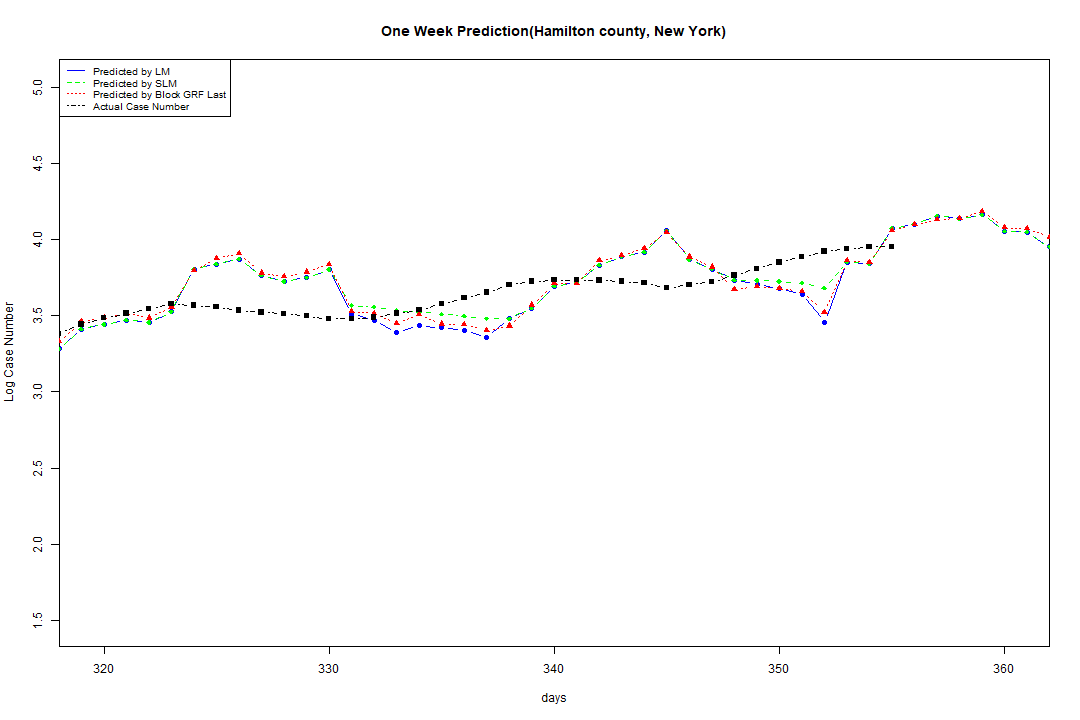 One Week Prediction(Hamilton county, New York)
Predicted by LM
Predicted by SLM
Predicted by Block GRF Last
Actual Case Number
5.0
4.5
4.0
3.5
3.0
2.5
2.0
1.5
Log Case Number
320 330 340 350 360
days